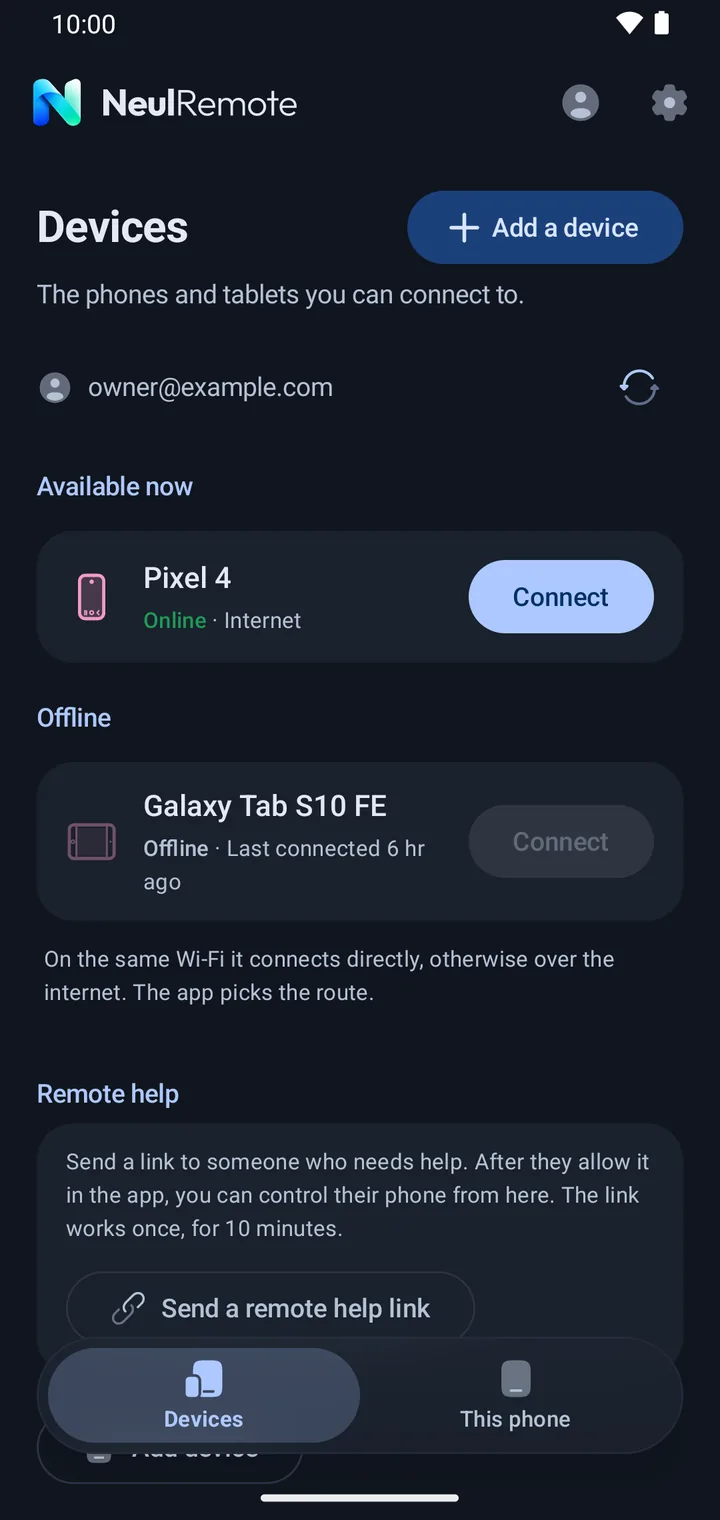 10:00
NeulRemote
Devices
Add a device
The phones and tablets you can connect to.
owner@example.com
Available now
Pixel 4
Online · Internet
Connect
Offline
Galaxy Tab S10 FE
Offline · Last connected 6 hr
ago
Connect
On the same Wi-Fi it connects directly, otherwise over the
internet. The app picks the route.
Remote help
Send a link to someone who needs help. After they allow it
in the app, you can control their phone from here. The link
works once, for 10 minutes.
Send a remote help link
Devices
This phone